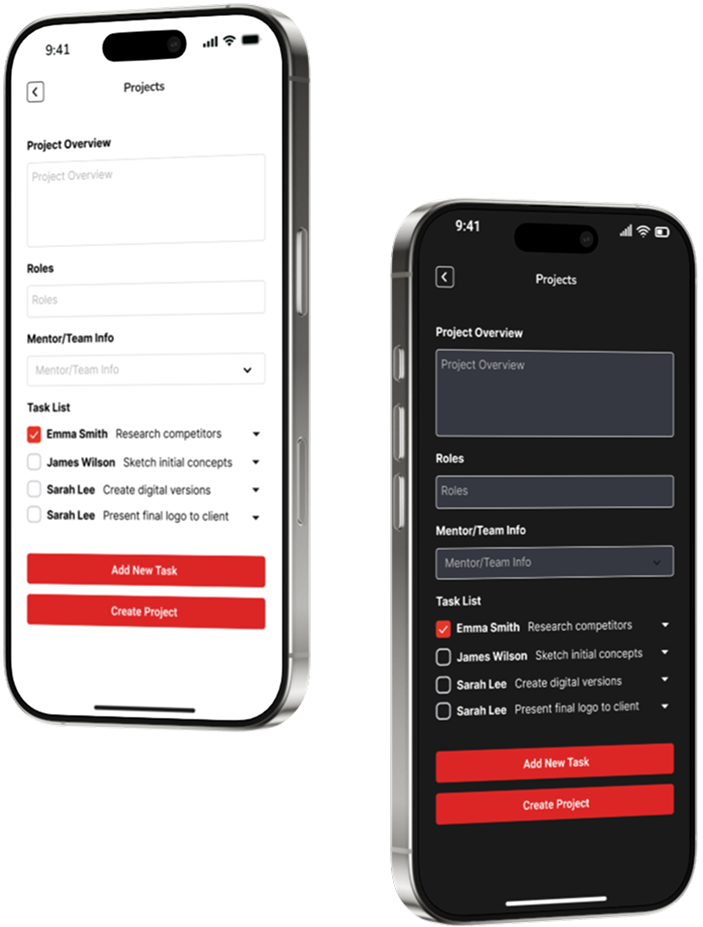 9:41
Projects
Project Overview
Project Overview
Roles
Roles
Mentor/Team Info
Mentor/Team Info
Task List
Emma Smith Research competitors
James Wilson Sketch initial concepts
Sarah Lee Create digital versions
Sarah Lee Present final logo to client
Add New Task
Create Project
9:41
Projects
Project Overview
Project Overview
Roles
Roles
Mentor/Team Info
Mentor/Team Info
Task List
Emma Smith Research competitors
James Wilson Sketch initial concepts
Sarah Lee Create digital versions
Sarah Lee Present final logo to client
Add New Task
Create Project